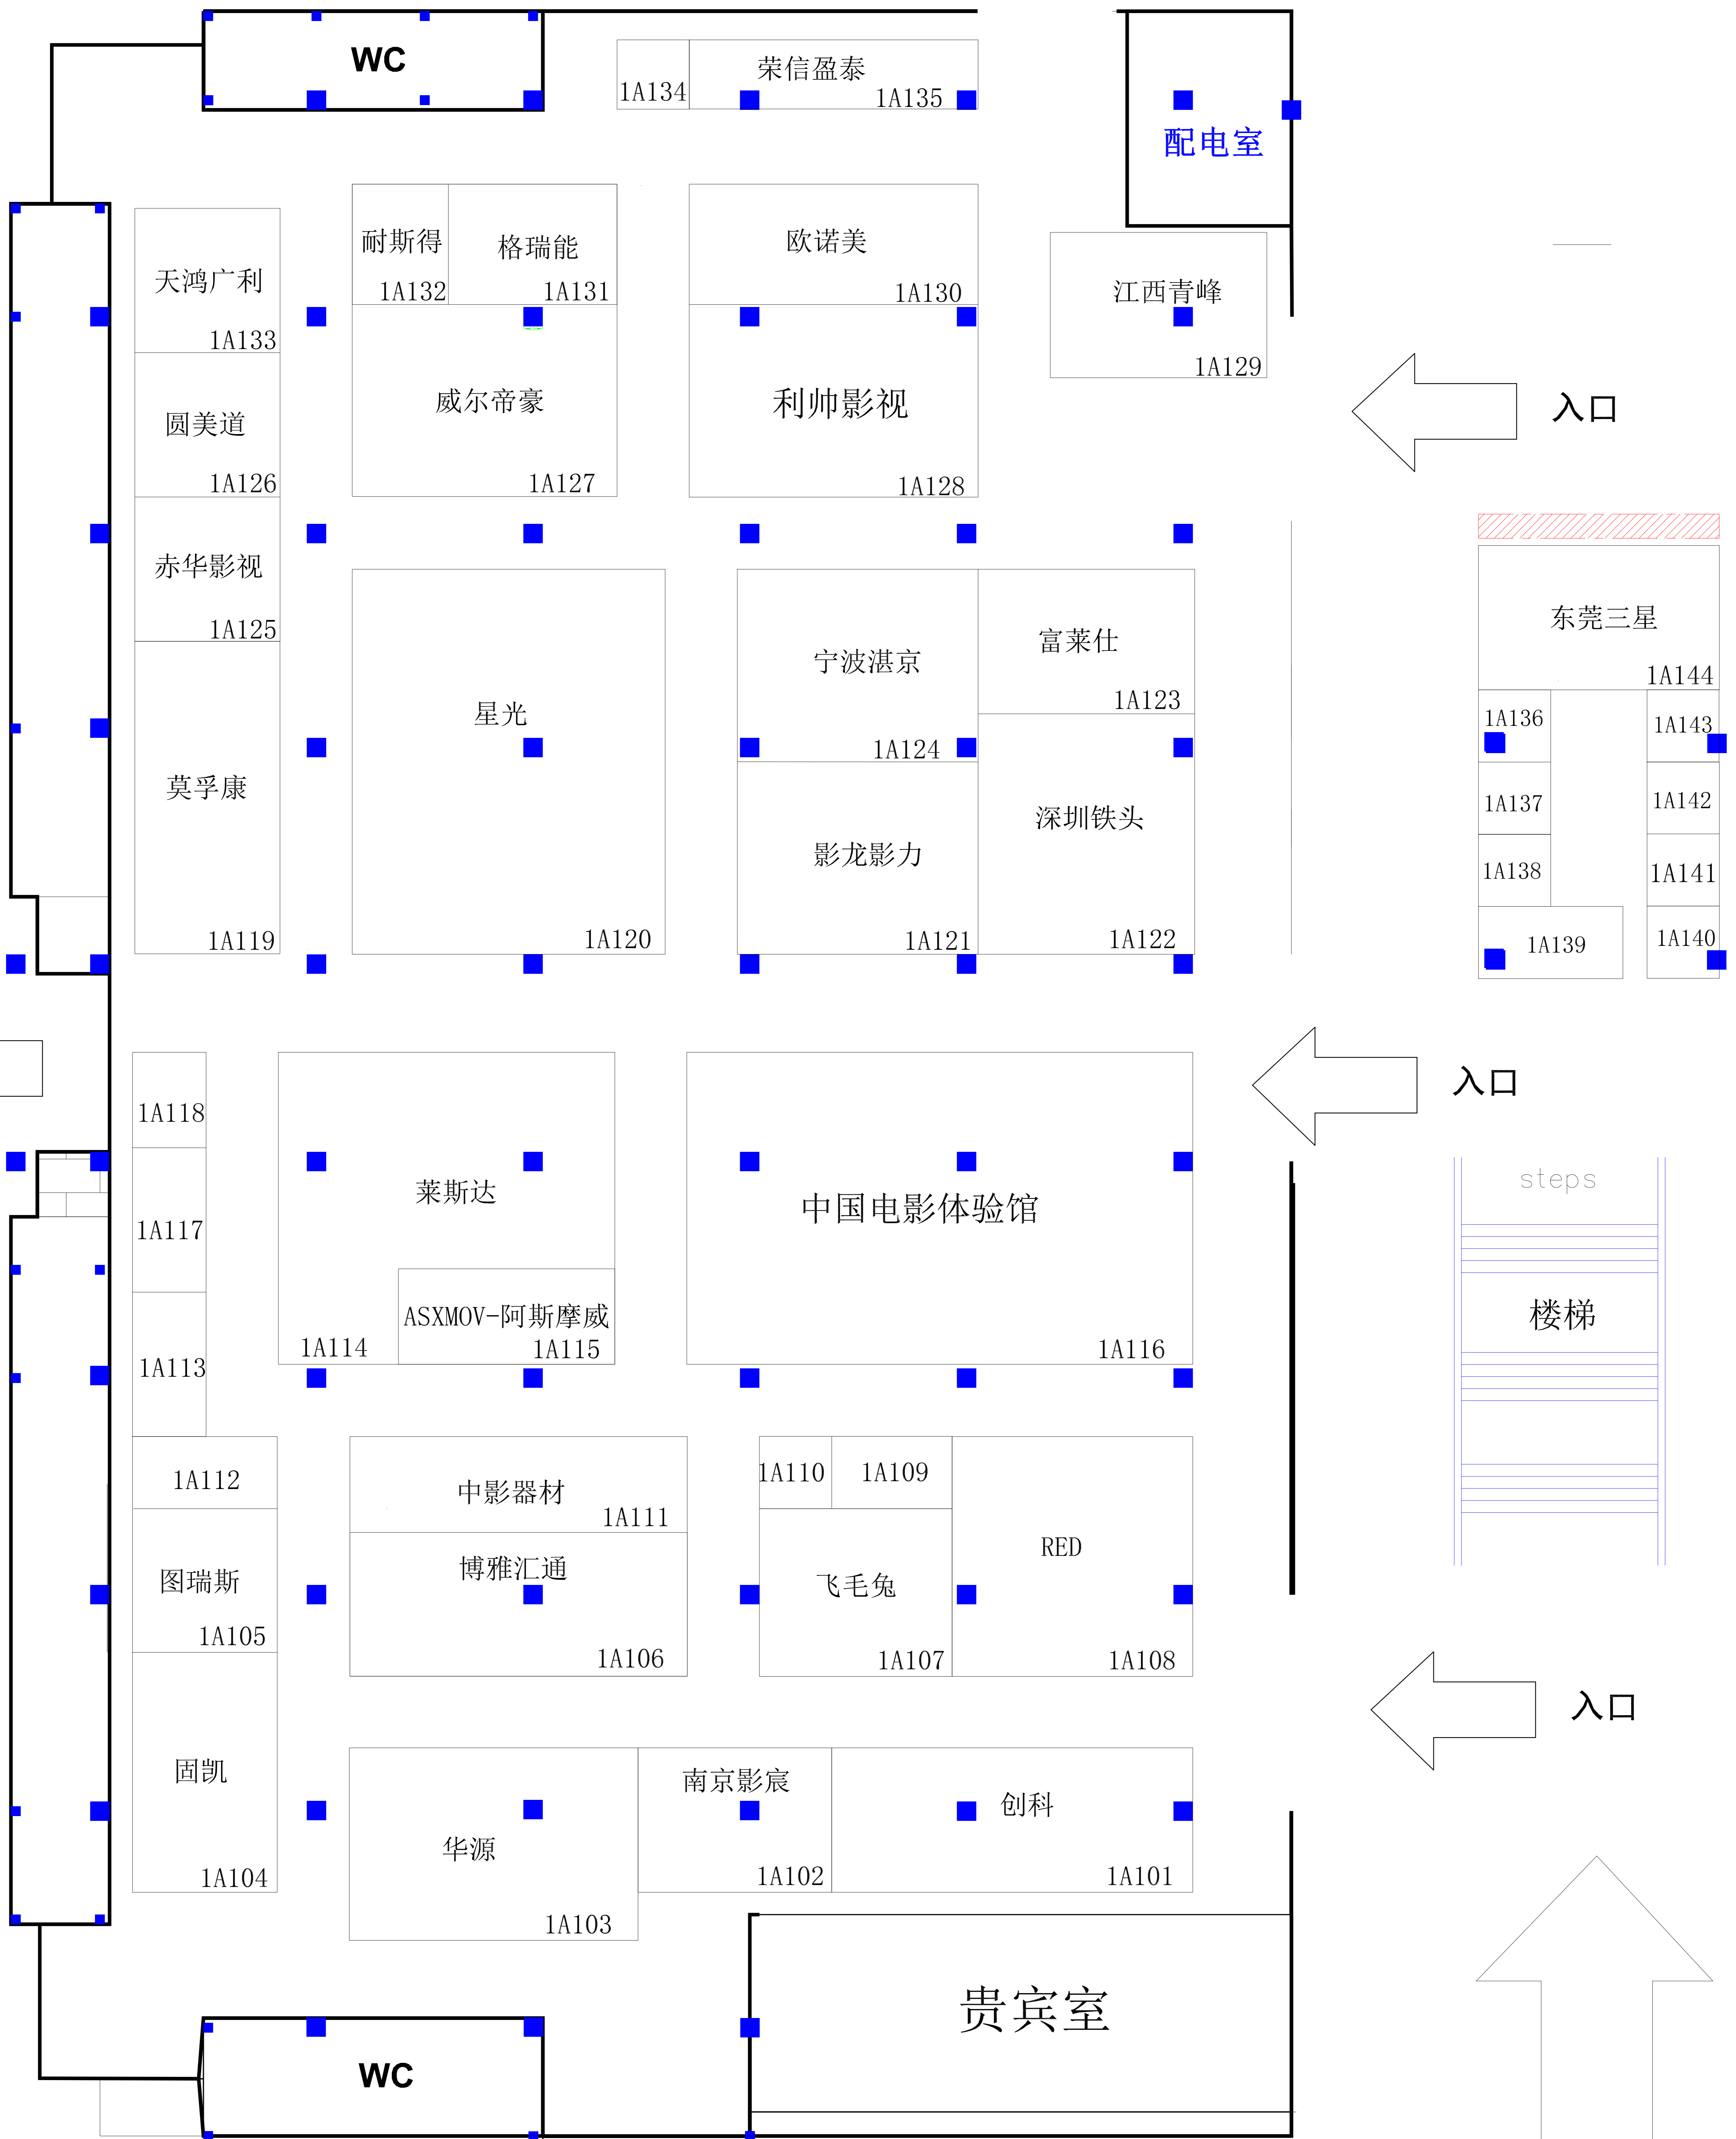 WC
荣信盈泰
1A134
1A135
配电室
耐斯得
1A132
格瑞能
1A131
欧诺美
1A130
天鸿广利
1A133
江西青峰
1A129
圆美道
1A126
威尔帝豪
1A127
利帅影视
1A128
入口
赤华影视
1A125
东莞三星
1A144
宁波湛京
1A124
富莱仕
1A123
星光
1A120
莫孚康
1A119
影龙影力
1A121
深圳铁头
1A122
1A136
1A143
1A137
1A142
1A138
1A141
1A139
1A140
入口
1A118
1A117
1A113
莱斯达
1A114
ASXMOV-阿斯摩威
1A115
中国电影体验馆
1A116
steps
楼梯
1A112
中影器材
1A111
1A110
1A109
RED
1A108
图瑞斯
1A105
博雅汇通
1A106
飞毛兔
1A107
入口
固凯
1A104
华源
1A103
南京影宸
1A102
创科
1A101
贵宾室
WC